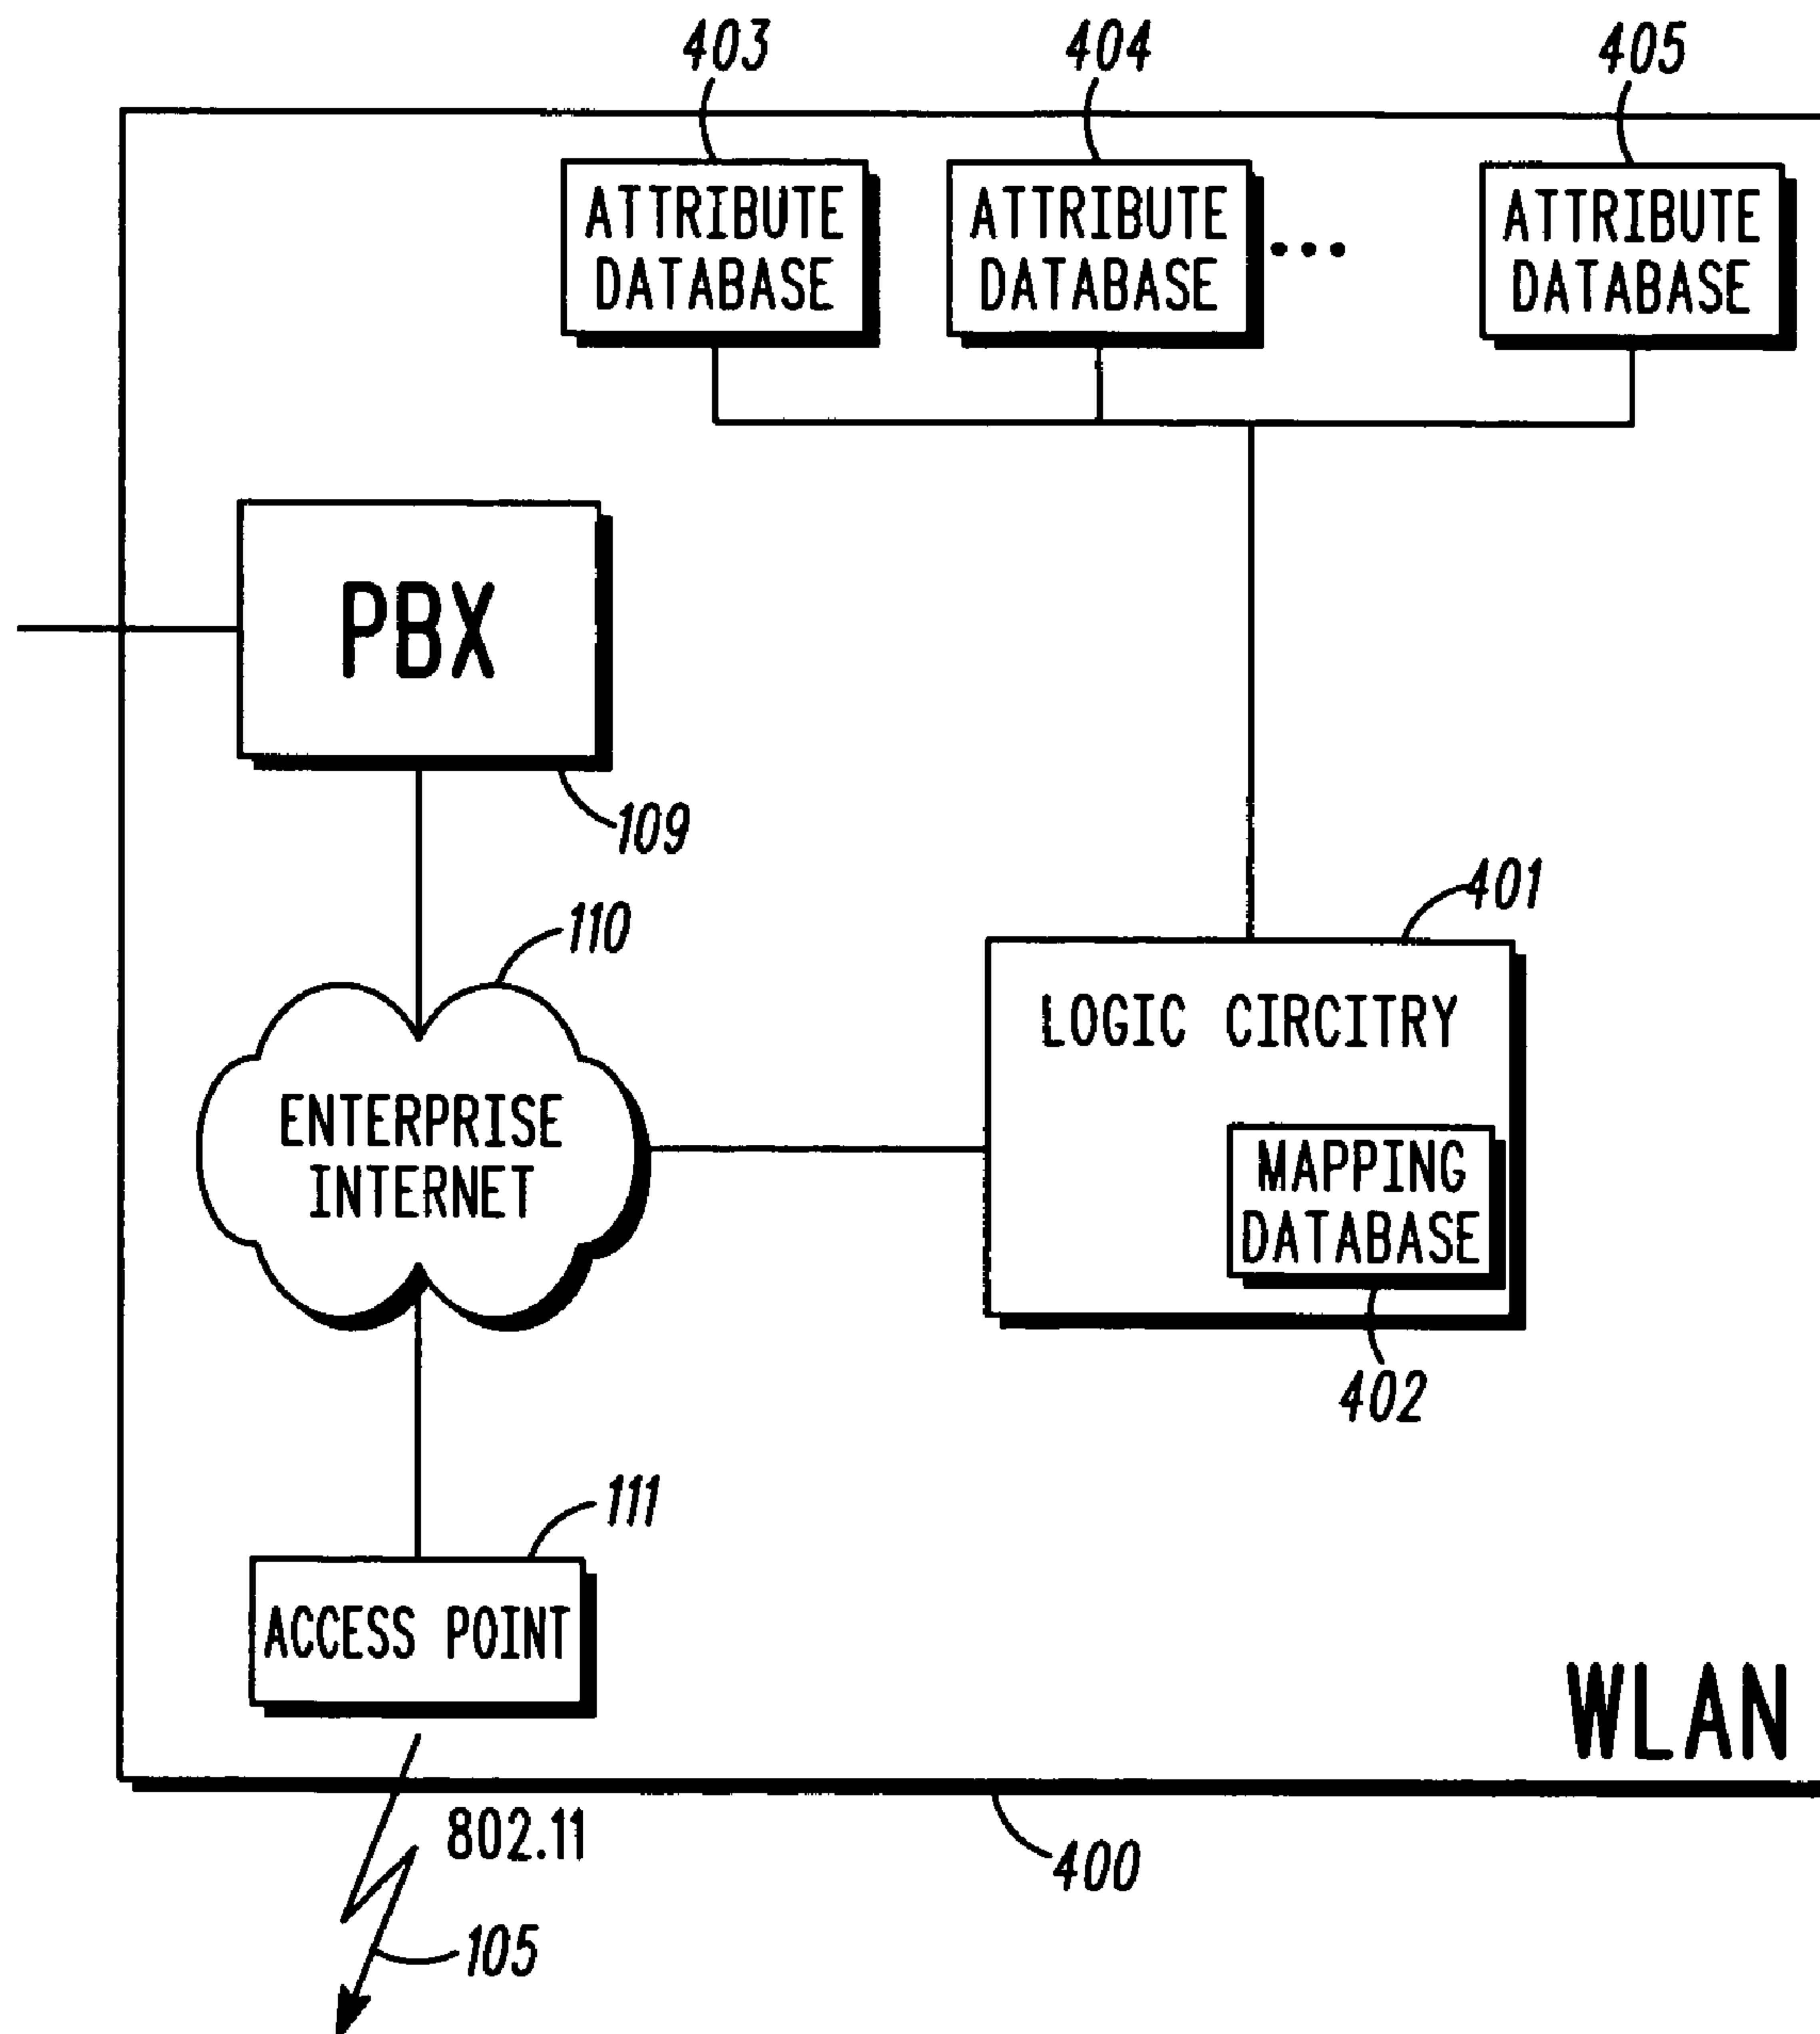 403
404
405
ATTRIBUTE
DATABASE
ATTRIBUTE
DATABASE
...
ATTRIBUTE
DATABASE
PBX
109
401
110
LOGIC CIRCITRY
ENTERPRISE
INTERNET
MAPPING
DATABASE
402
111
ACCESS POINT
WLAN
802.11
400
105